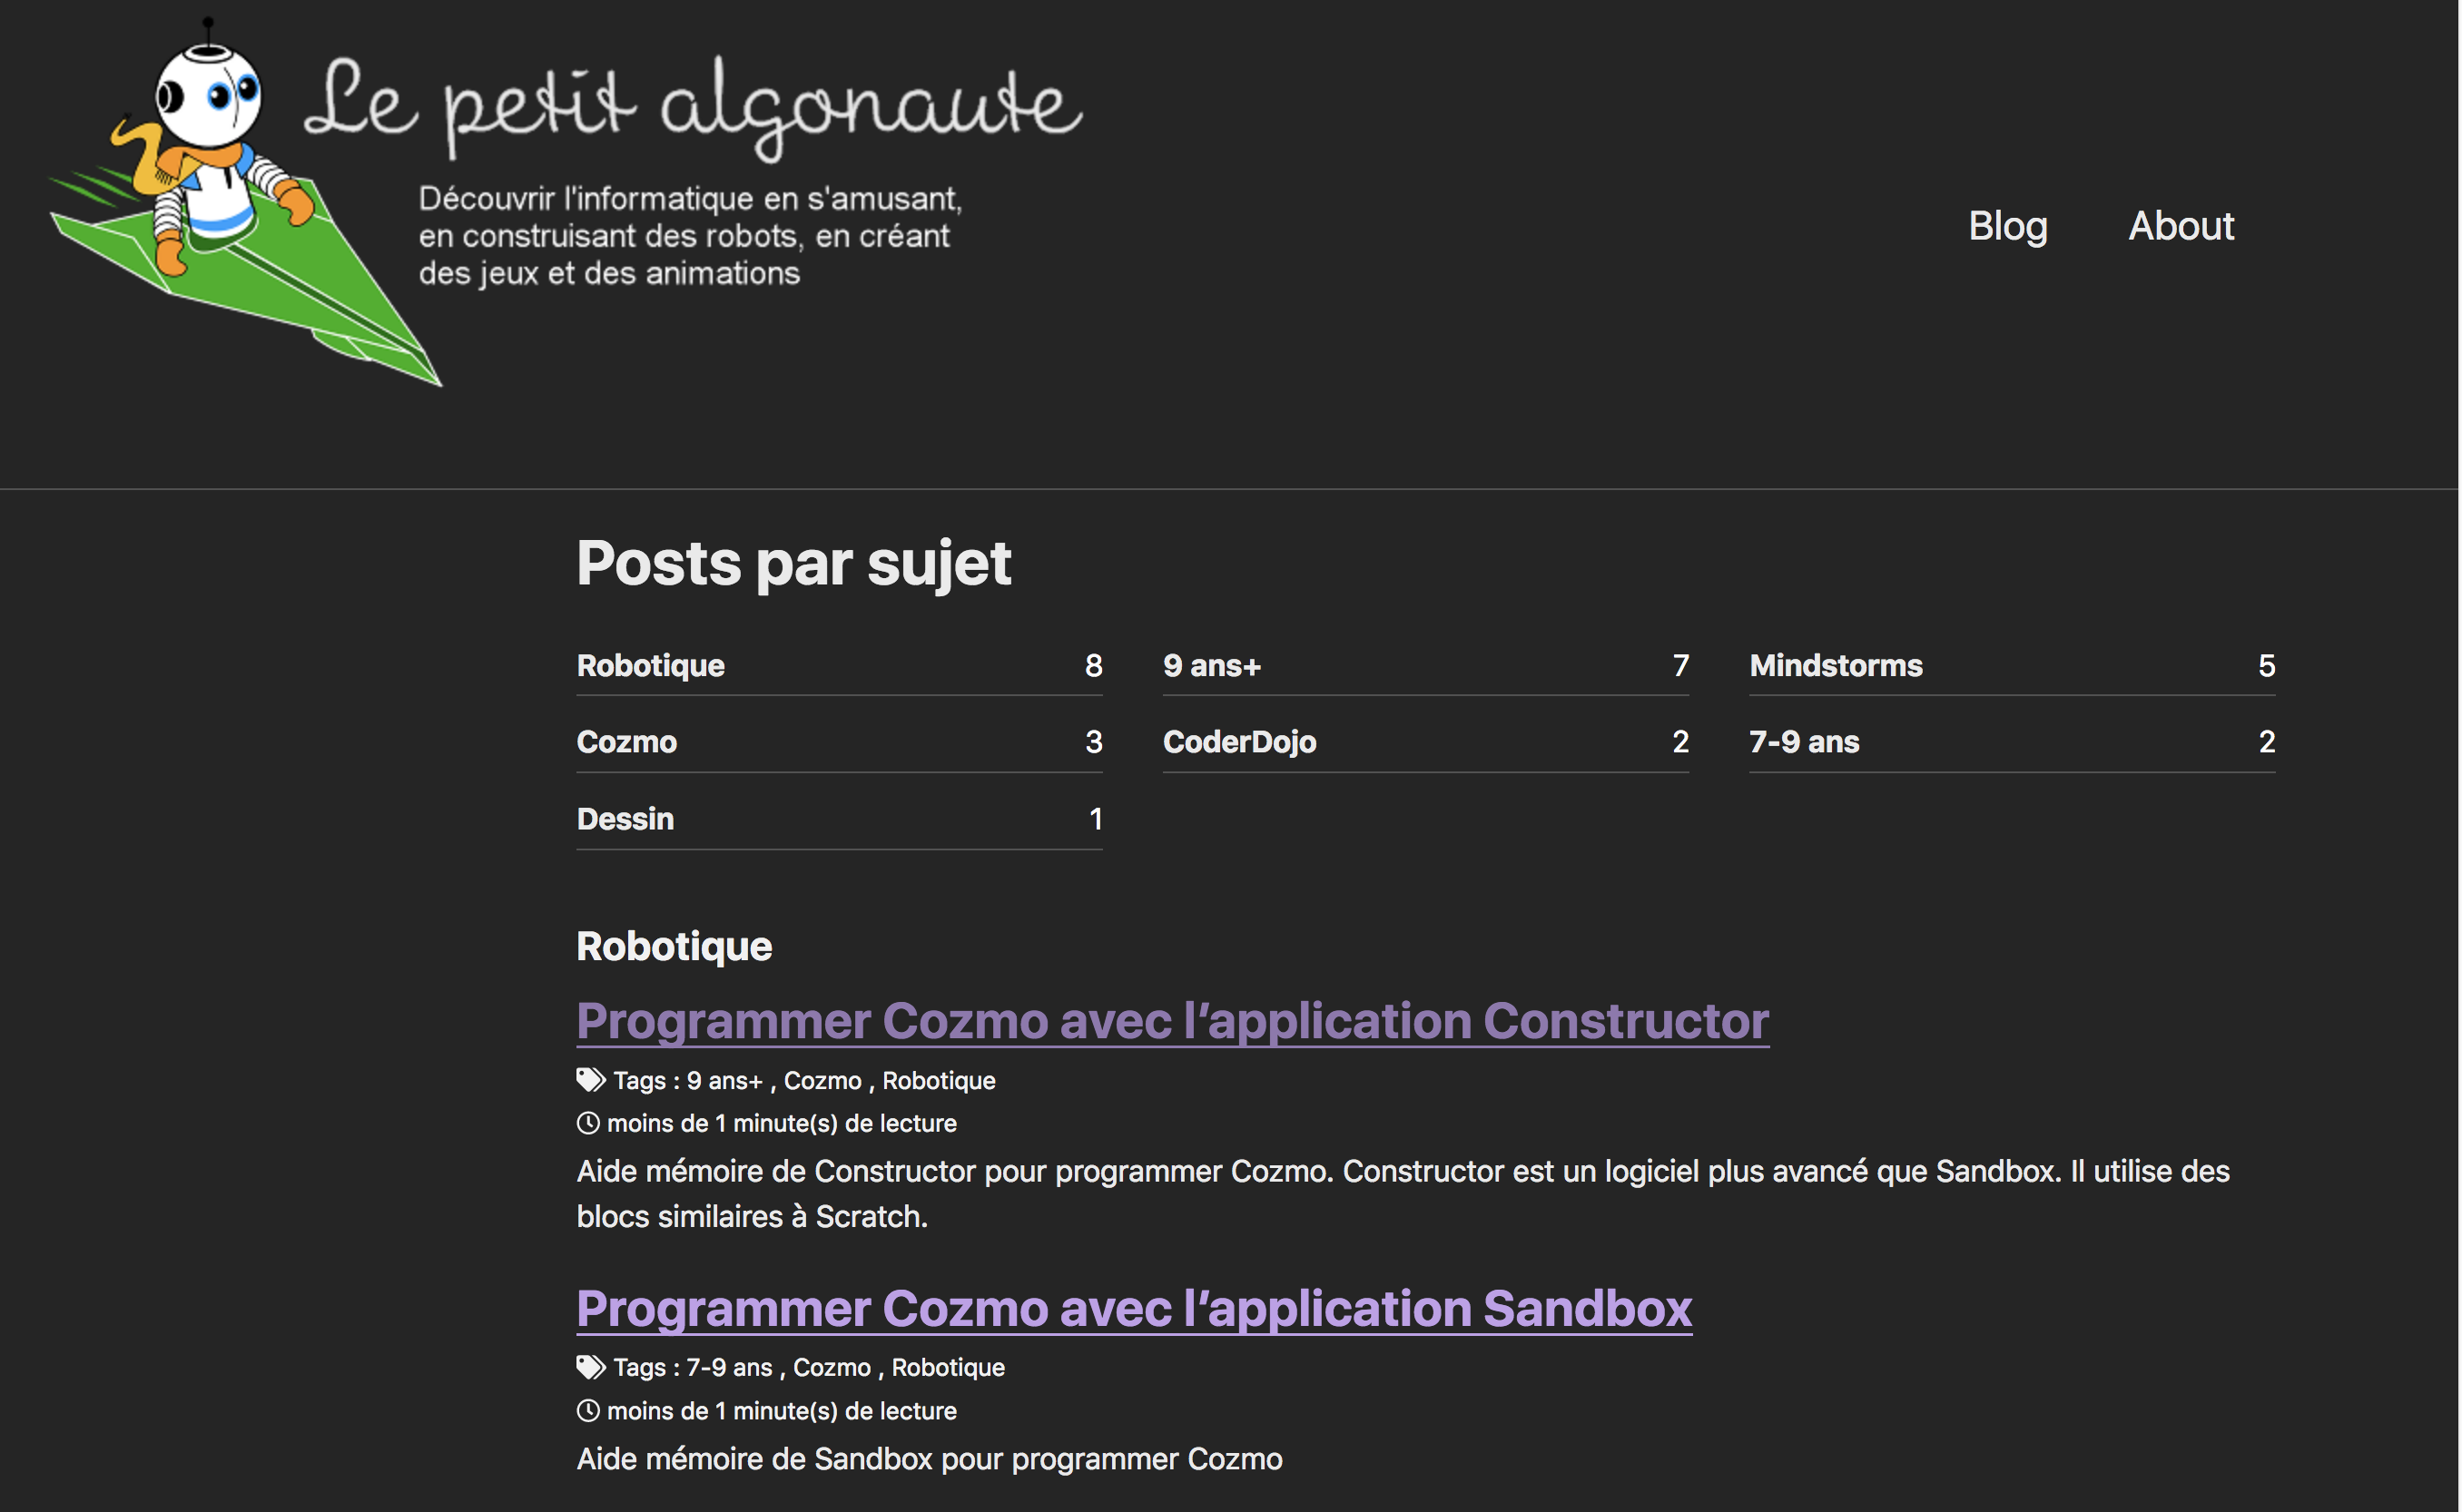 Le petit algonaute
Découvrir l'informatique en s'amusant,
en construisant des robots, en créant
des jeux et des animations
Blog About
Posts par sujet
Robotique 8 9 ans+ 7 Mindstorms 5
Cozmo 3 CoderDojo 2 7-9 ans 2
Dessin 1
Robotique
Programmer Cozmo avec l’application Constructor
Tags : 9 ans+ , Cozmo , Robotique
moins de 1 minute(s) de lecture
Aide mémoire de Constructor pour programmer Cozmo. Constructor est un logiciel plus avancé que Sandbox. Il utilise des
blocs similaires à Scratch.
Programmer Cozmo avec l’application Sandbox
Tags : 7-9 ans , Cozmo , Robotique
moins de 1 minute(s) de lecture
Aide mémoire de Sandbox pour programmer Cozmo